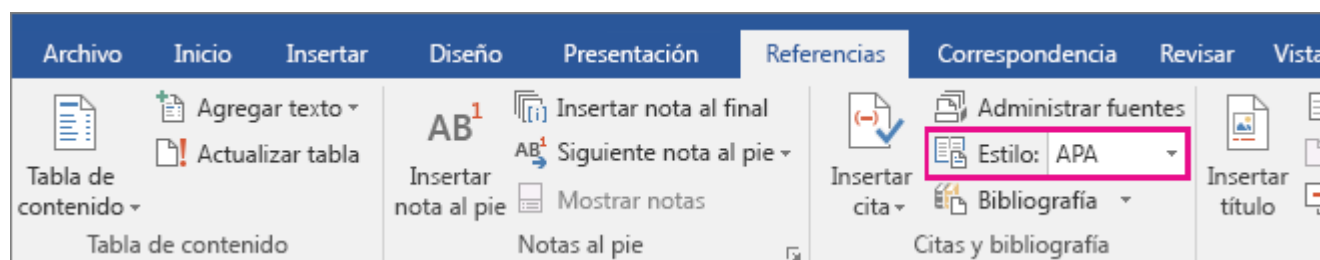 Archivo Inicio Insertar Diseño Presentación Referencias Correspondencia Revisar Vista
Tabla de
contenido
Agregar texto
Actualizar tabla
Tabla de contenido
AB1
Insertar
nota al pie
[i] Insertar nota al final
AB1 Siguiente nota al pie
Mostrar notas
Notas al pie
(-)
Insertar
cita
Administrar fuentes
Estilo: APA
Bibliografía
Citas y bibliografía
Insertar
título